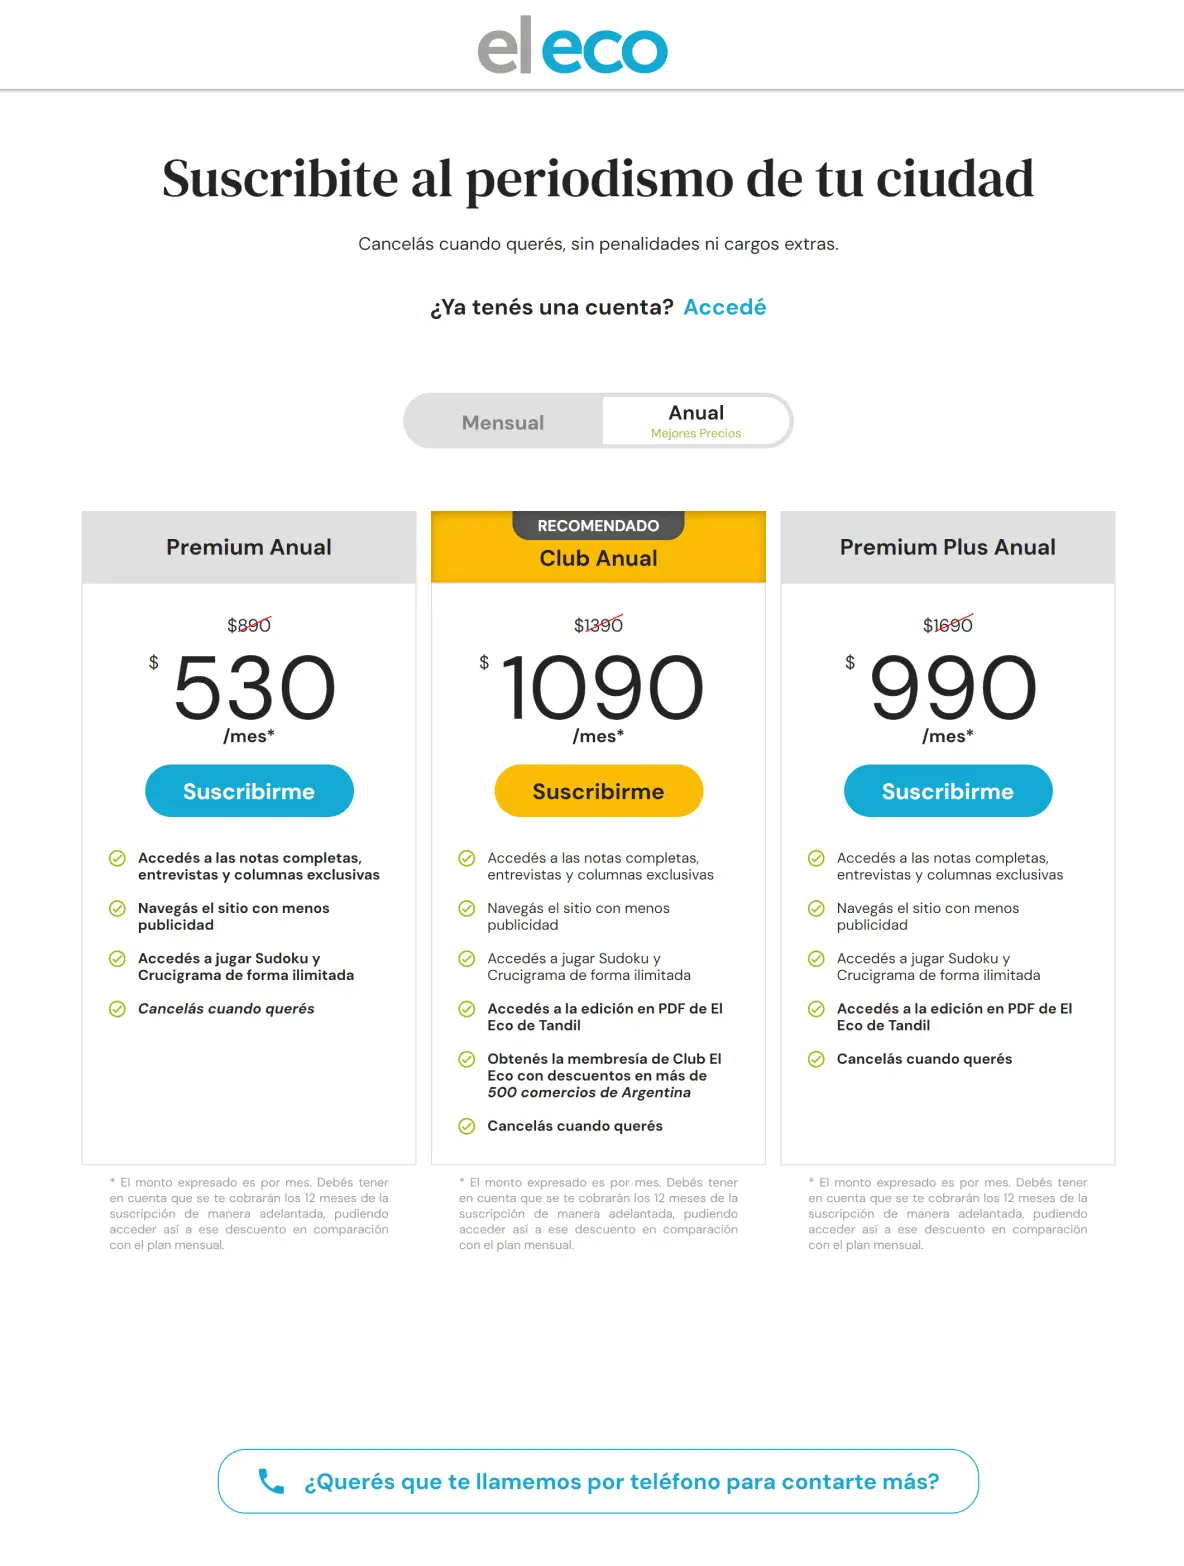 el eco
Suscribite al periodismo de tu ciudad
Cancelás cuando querés, sin penalidades ni cargos extras.
¿Ya tenés una cuenta? Accedé
Mensual
Anual
Mejores Precios
Premium Anual
$890
$ 530
/mes*
Suscribirme
Accedés a las notas completas,
entrevistas y columnas exclusivas
Navegás el sitio con menos
publicidad
Accedés a jugar Sudoku y
Crucigrama de forma ilimitada
Cancelás cuando querés
* El monto expresado es por mes. Debés tener
en cuenta que se te cobrarán los 12 meses de la
suscripción de manera adelantada, pudiendo
acceder así a ese descuento en comparación
con el plan mensual.
RECOMENDADO
Club Anual
$1390
$ 1090
/mes*
Suscribirme
Accedés a las notas completas,
entrevistas y columnas exclusivas
Navegás el sitio con menos
publicidad
Accedés a jugar Sudoku y
Crucigrama de forma ilimitada
Accedés a la edición en PDF de El
Eco de Tandil
Obtenés la membresía de Club El
Eco con descuentos en más de
500 comercios de Argentina
Cancelás cuando querés
* El monto expresado es por mes. Debés tener
en cuenta que se te cobrarán los 12 meses de la
suscripción de manera adelantada, pudiendo
acceder así a ese descuento en comparación
con el plan mensual.
Premium Plus Anual
$1690
$ 990
/mes*
Suscribirme
Accedés a las notas completas,
entrevistas y columnas exclusivas
Navegás el sitio con menos
publicidad
Accedés a jugar Sudoku y
Crucigrama de forma ilimitada
Accedés a la edición en PDF de El
Eco de Tandil
Cancelás cuando querés
* El monto expresado es por mes. Debés tener
en cuenta que se te cobrarán los 12 meses de la
suscripción de manera adelantada, pudiendo
acceder así a ese descuento en comparación
con el plan mensual.
¿Querés que te llamemos por teléfono para contarte más?